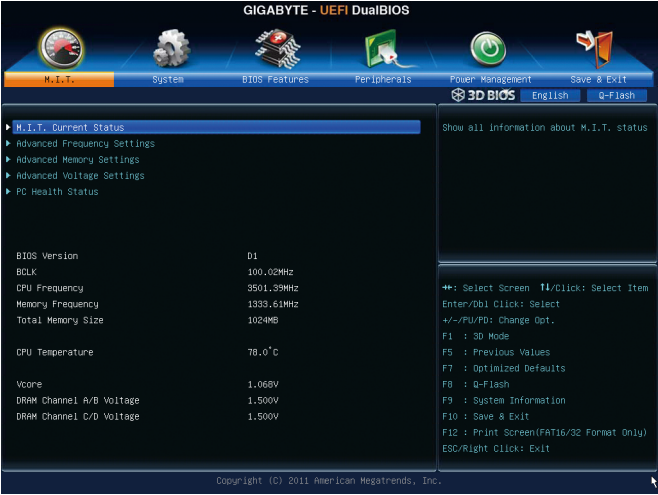 GIGABYTE - UEFI DualBIOS
M.I.T. System BIOS Features Peripherals Power Management Save & Exit
3D BIOS English Q-Flash
M.I.T. Current Status
Advanced Frequency Settings
Advanced Memory Settings
Advanced Voltage Settings
PC Health Status
Show all information about M.I.T. status
BIOS Version D1
BCLK 100.02MHz
CPU Frequency 3501.39MHz
Memory Frequency 1333.61MHz
Total Memory Size 1024MB
CPU Temperature 78.0°C
Vcore 1.068V
DRAM Channel A/B Voltage 1.500V
DRAM Channel C/D Voltage 1.500V
↔: Select Screen ↑↓/Click: Select Item
Enter/Dbl Click: Select
+/-/PU/PD: Change Opt.
F1 : 3D Mode
F5 : Previous Values
F7 : Optimized Defaults
F8 : Q-Flash
F9 : System Information
F10 : Save & Exit
F12 : Print Screen(FAT16/32 Format Only)
ESC/Right Click: Exit
Copyright (C) 2011 American Megatrends, Inc.